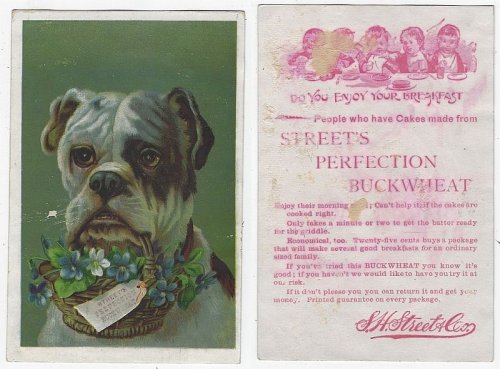 STREET'S
DO YOU ENJOY YOUR BREAKFAST
People who have Cakes made from
STREET'S
PERFECTION
BUCKWHEAT
Enjoy their morning ; Can't help it, if the cakes are
cooked right.
Only takes a minute or two to get the batter ready
for the griddle.
Economical, too. Twenty-five cents buys a package
that will make several good breakfasts for an ordinary
sized family.
If you've tried this BUCKWHEAT you know it's
good; if you haven't we would like to have you try it at
our risk.
If it don't please you you can return it and get your
money. Printed guarantee on every package.
S.H. Street & Co.